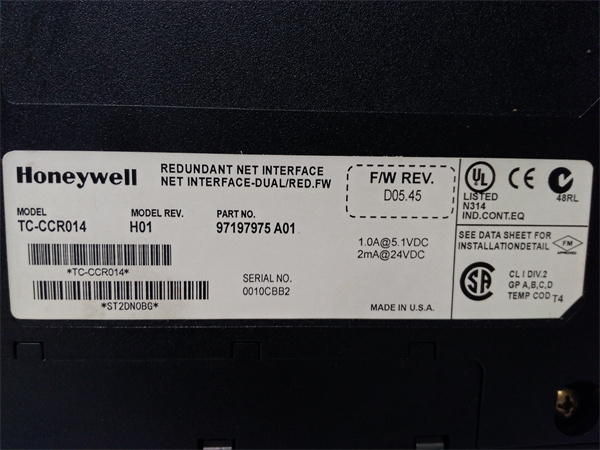 Honeywell
REDUNDANT NET INTERFACE
NET INTERFACE-DUAL/RED.FW
MODEL
TC-CCR014
MODEL REV.
H01
PART NO.
97197975 A01
*TC-CCR014*
*ST2DN0BG*
SERIAL NO.
0010CBB2
F/W REV.
D05.45
1.0A@5.1VDC
2mA@24VDC
MADE IN U.S.A.
UL
LISTED
N314
IND.CONT.EQ
CE
48RL
SEE DATA SHEET FOR
INSTALLATIONDETAIL
FM
APPROVED
SA
CL I DIV.2
GP A,B,C,D
TEMP COD T4